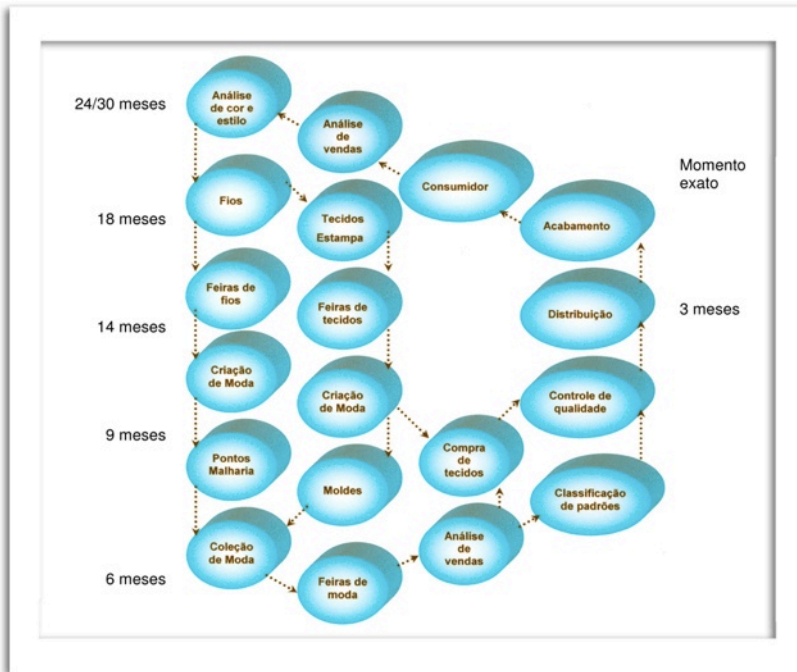 24/30 meses
Análise
de cor e
estilo
Análise
de
vendas
Consumidor
Momento
exato
Fios
Tecidos
Estampa
Acabamento
18 meses
Feiras de
fios
Feiras de
tecidos
Distribuição
3 meses
14 meses
Criação
de Moda
Criação
de Moda
Controle de
qualidade
9 meses
Pontos
Malharia
Moldes
Compra
de
tecidos
Classificação
de padrões
Coleção
de Moda
Feiras de
moda
Análise
de
vendas
6 meses